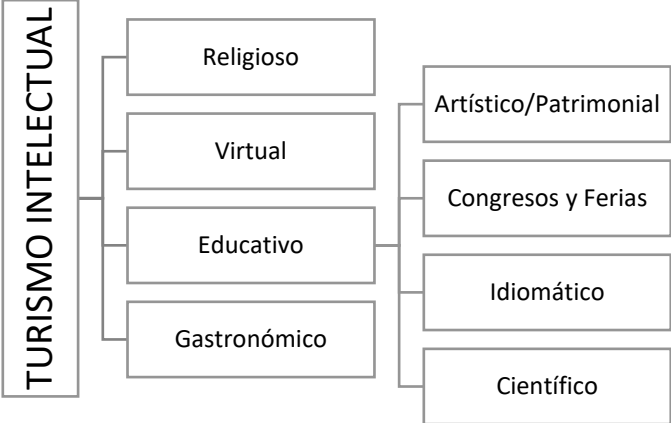 TURISMO INTELECTUAL
Religioso
Virtual
Educativo
Gastronómico
Artístico/Patrimonial
Congresos y Ferias
Idiomático
Científico